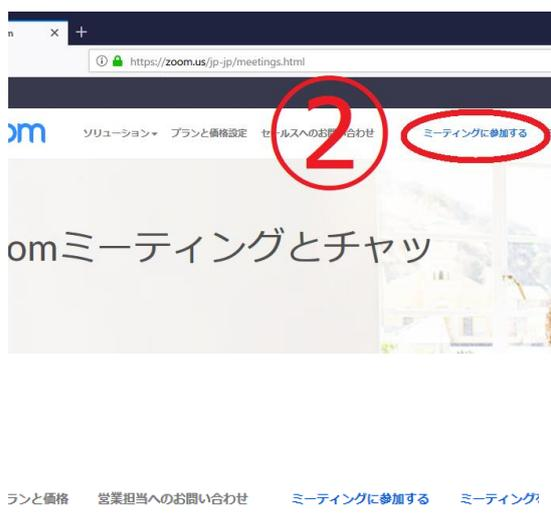 https://zoom.us/jp-jp/meetings.html
ソリューション プランと価格設定 セールスへのお問い合わせ ミーティングに参加する
②
omミーティングとチャッ
ランと価格 営業担当へのお問い合わせ ミーティングに参加する ミーティング